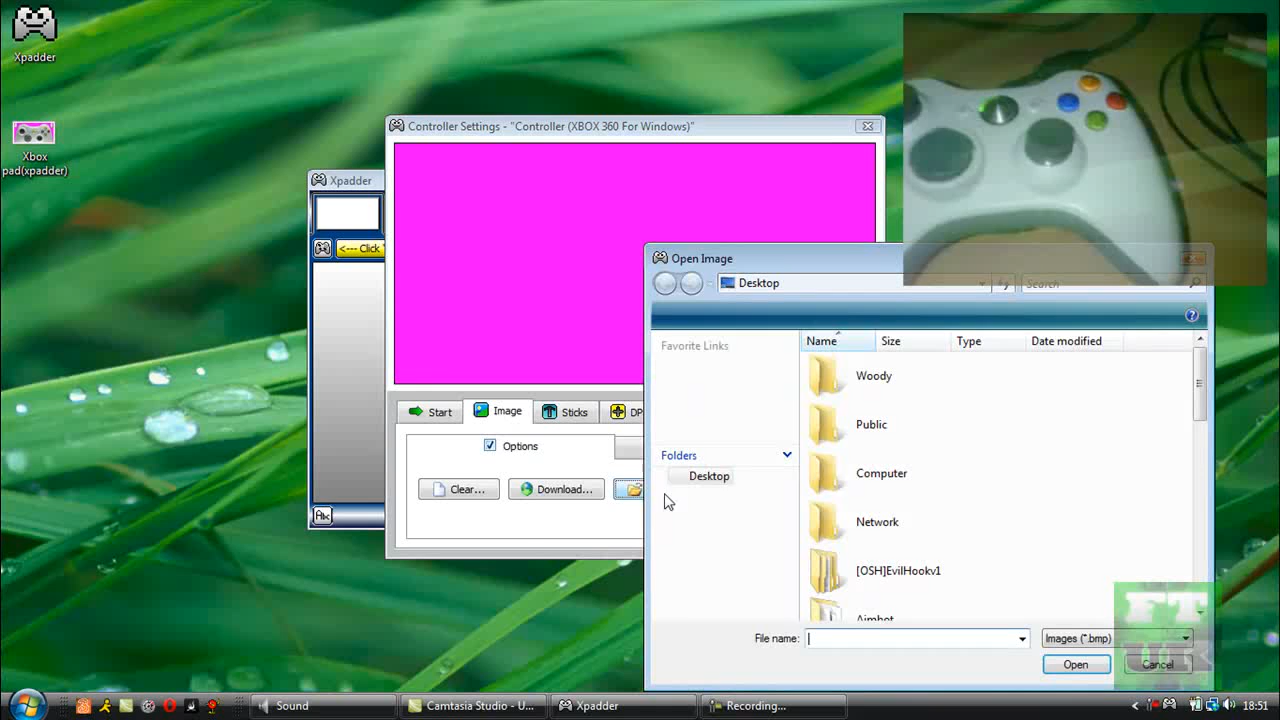 Xpadder
Xbox
pad(xpadder)
Xpadder
<--- Click
Controller Settings - "Controller (XBOX 360 For Windows)"
Start
Image
Sticks
DP
Options
Clear...
Download...
Open Image
Desktop
Search
Favorite Links
Name
Size
Type
Date modified
Woody
Public
Computer
Network
[OSH]EvilHookv1
Aimbot
Folders
Desktop
File name:
Images (*.bmp)
Open
Cancel
FT
Sound
Camtasia Studio - U...
Xpadder
Recording...
18:51